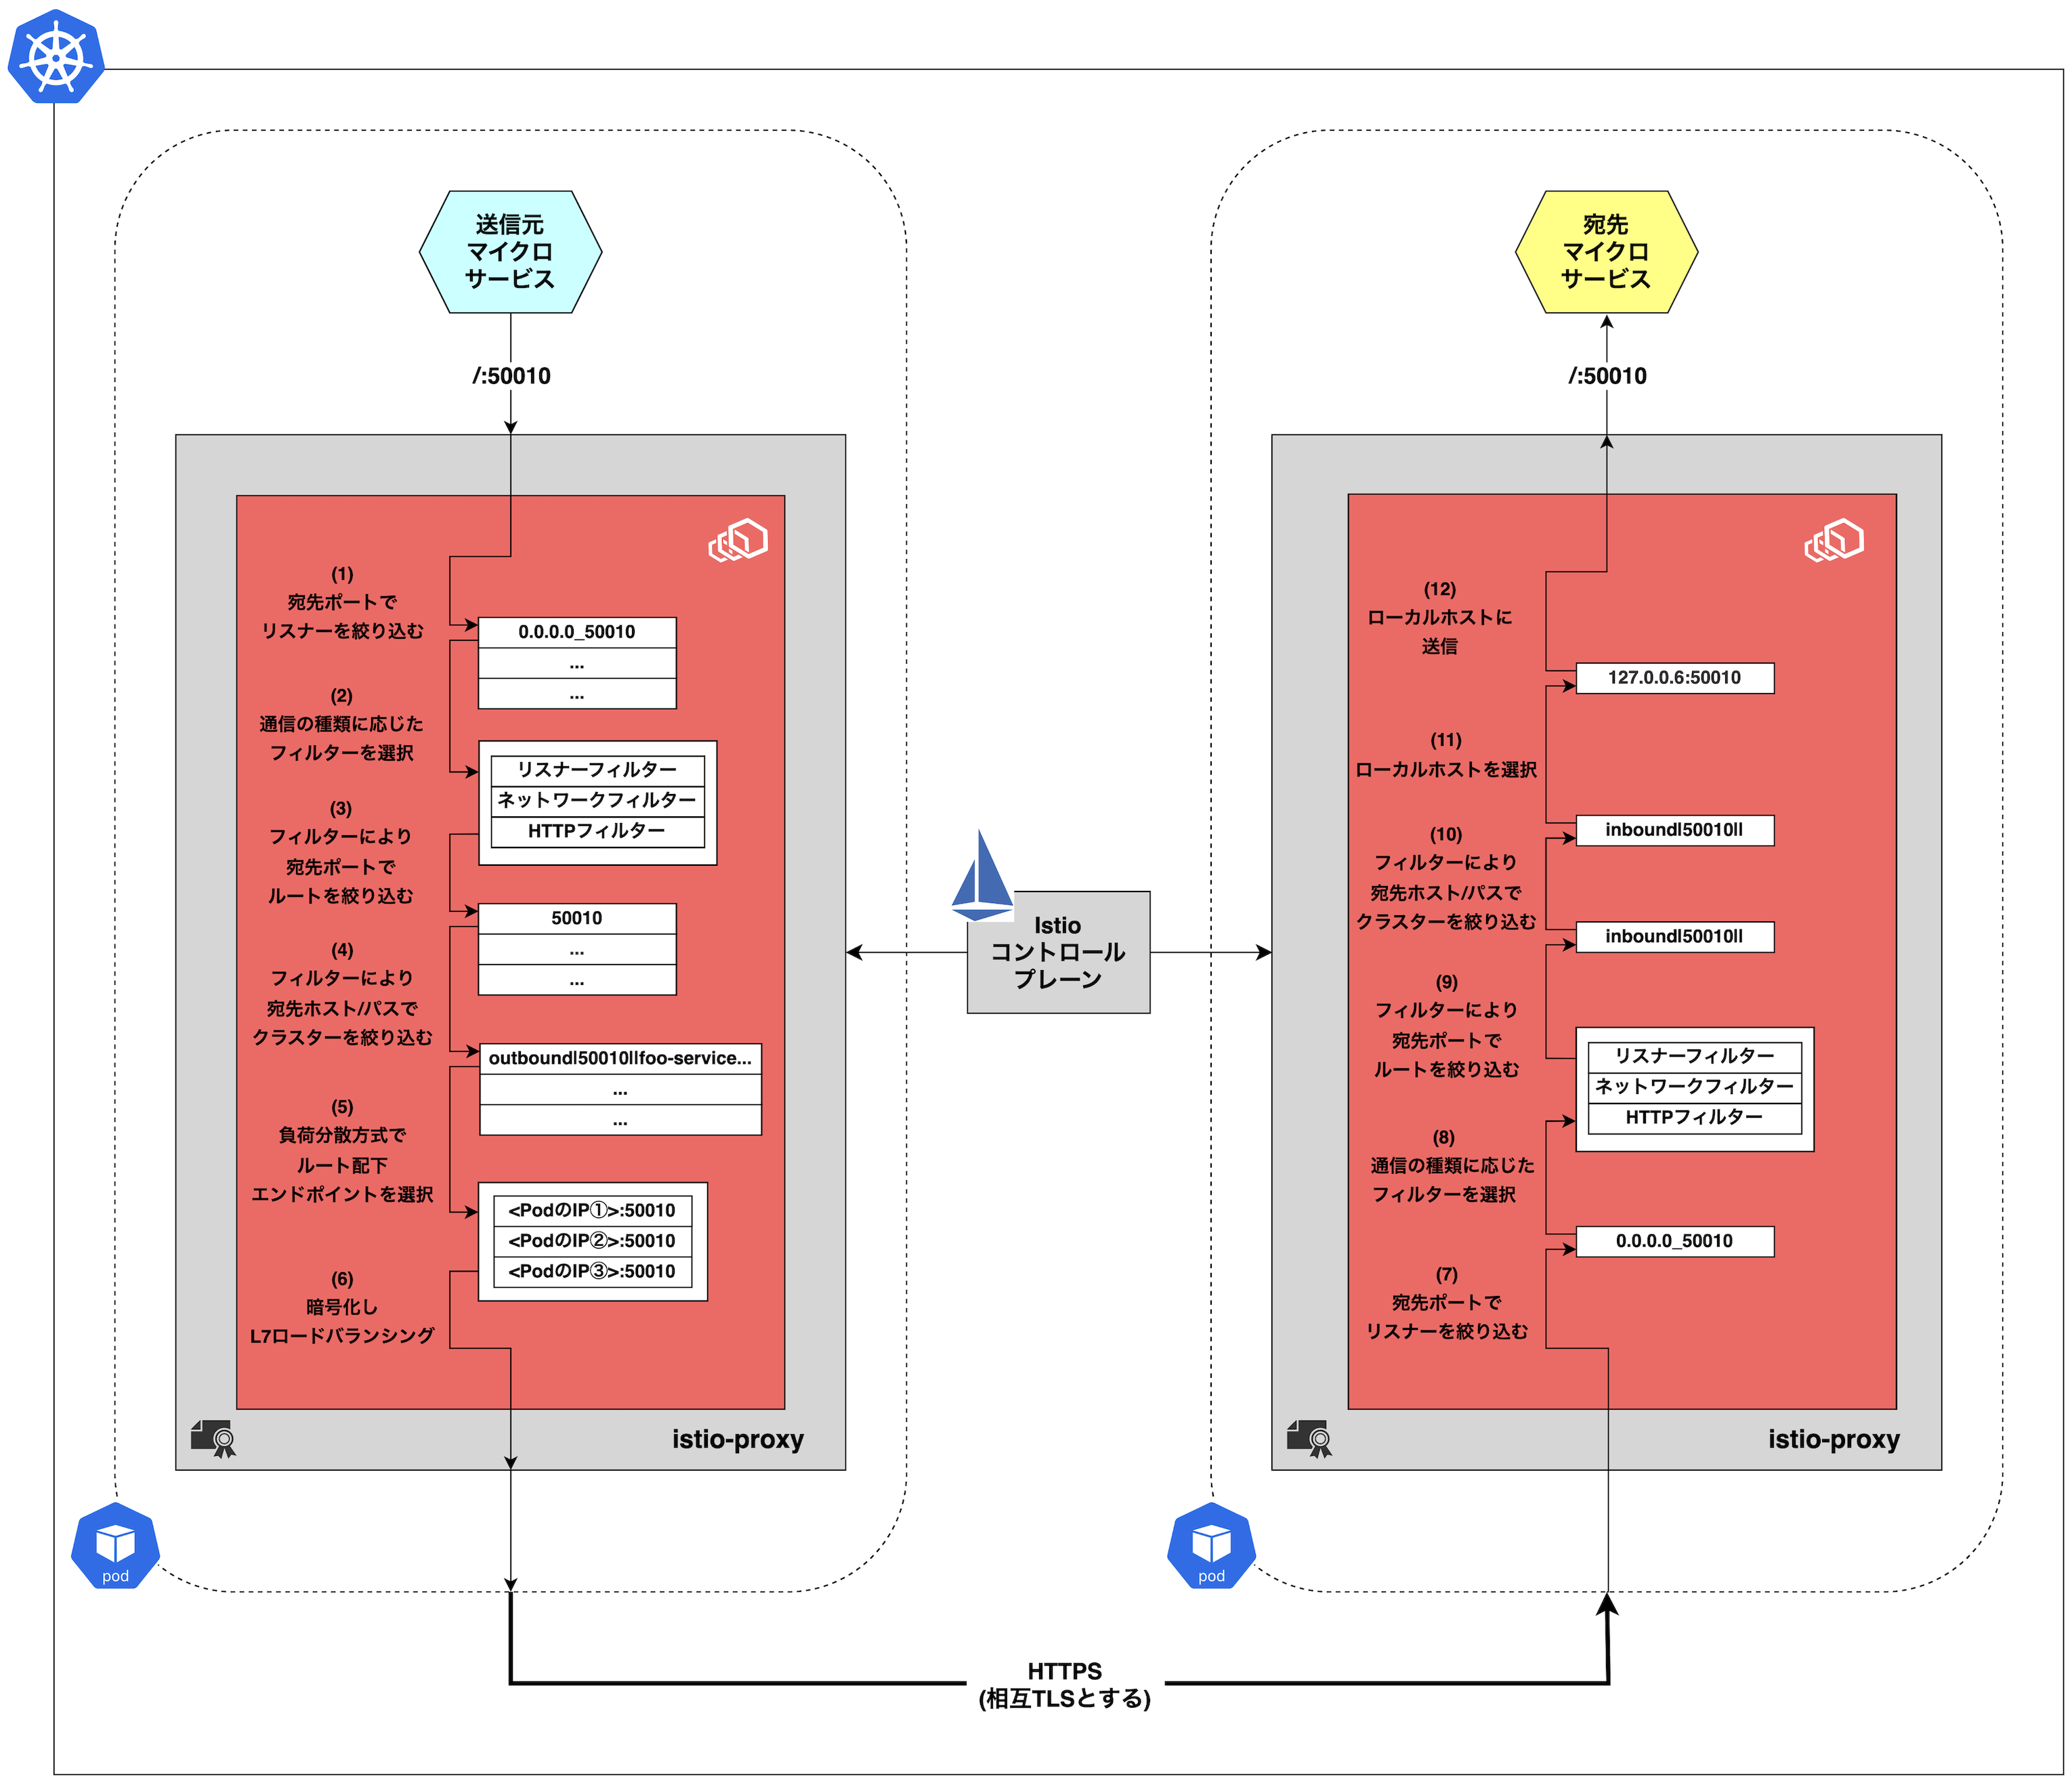 送信元
マイクロ
サービス
/:50010
(1)
宛先ポートで
リスナーを絞り込む
0.0.0.0_50010
...
...
(2)
通信の種類に応じた
フィルターを選択
リスナーフィルター
ネットワークフィルター
HTTPフィルター
(3)
フィルターにより
宛先ポートで
ルートを絞り込む
50010
...
...
(4)
フィルターにより
宛先ホスト/パスで
クラスターを絞り込む
outbound|50010||foo-service...
...
...
(5)
負荷分散方式で
ルート配下
エンドポイントを選択
<PodのIP①>:50010
<PodのIP②>:50010
<PodのIP③>:50010
(6)
暗号化し
L7ロードバランシング
istio-proxy
pod
Istio
コントロール
プレーン
HTTPS
(相互TLSとする)
宛先
マイクロ
サービス
/:50010
(12)
ローカルホストに
送信
127.0.0.6:50010
(11)
ローカルホストを選択
inbound|50010||
(10)
フィルターにより
宛先ホスト/パスで
クラスターを絞り込む
inbound|50010||
(9)
フィルターにより
宛先ポートで
ルートを絞り込む
リスナーフィルター
ネットワークフィルター
HTTPフィルター
(8)
通信の種類に応じた
フィルターを選択
0.0.0.0_50010
(7)
宛先ポートで
リスナーを絞り込む
istio-proxy
pod